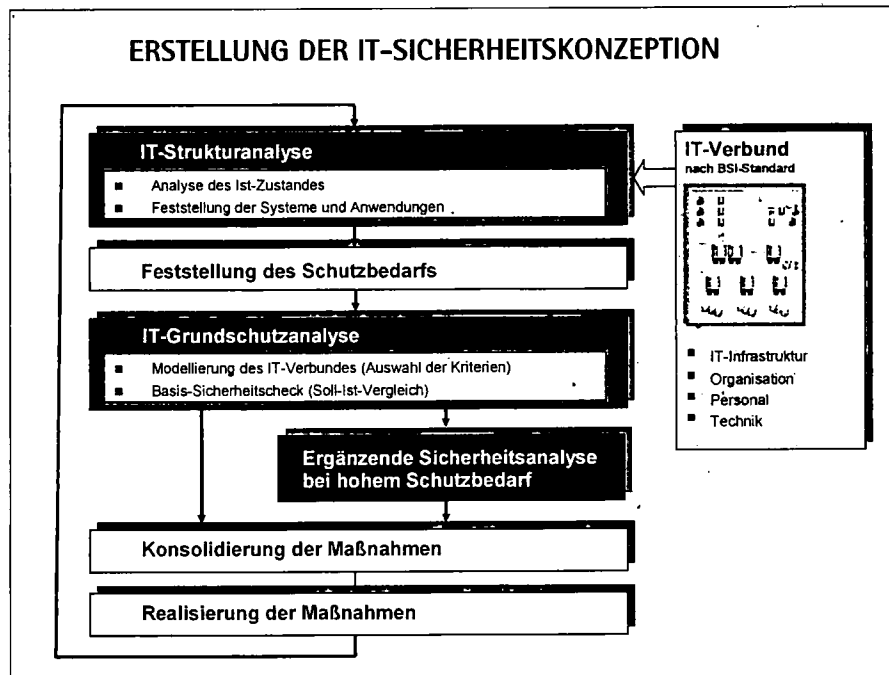 ERSTELLUNG DER IT-SICHERHEITSKONZEPTION
IT-Strukturanalyse
■ Analyse des Ist-Zustandes
■ Feststellung der Systeme und Anwendungen
Feststellung des Schutzbedarfs
IT-Grundschutzanalyse
■ Modellierung des IT-Verbundes (Auswahl der Kriterien)
■ Basis-Sicherheitscheck (Soll-Ist-Vergleich)
Ergänzende Sicherheitsanalyse
bei hohem Schutzbedarf
Konsolidierung der Maßnahmen
Realisierung der Maßnahmen
IT-Verbund
nach BSI-Standard
■ IT-Infrastruktur
■ Organisation
■ Personal
■ Technik